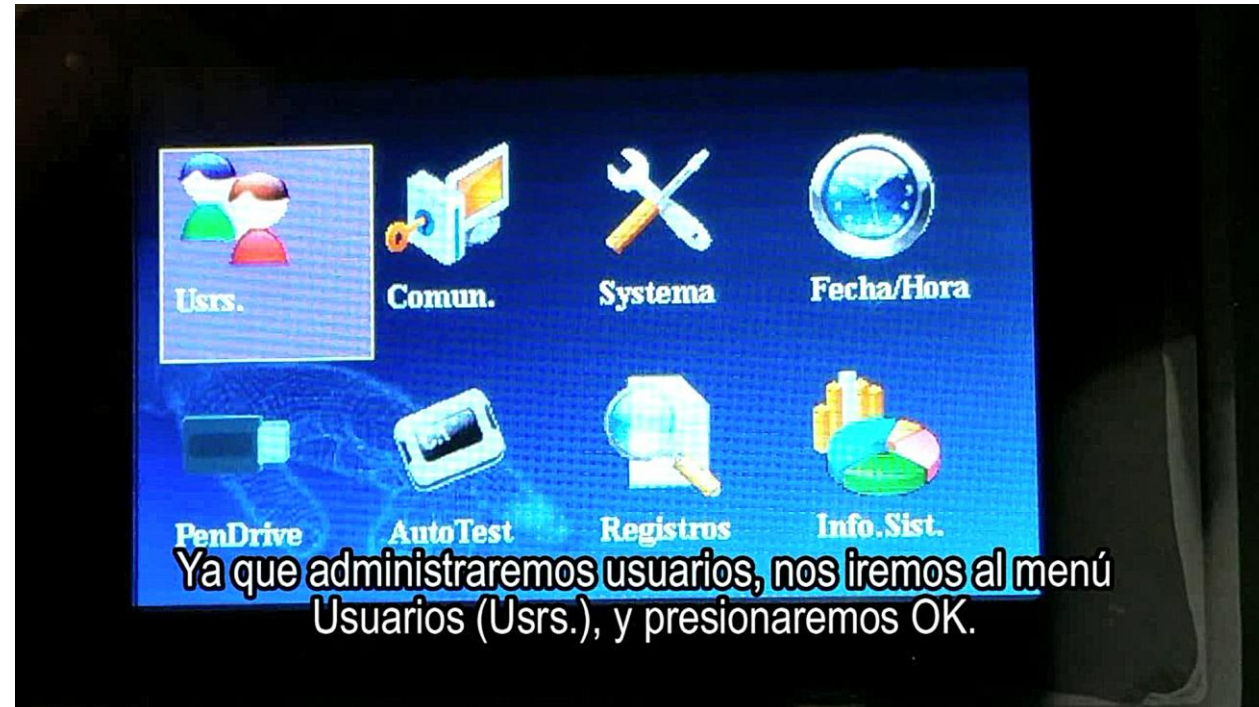 Usrs.
Comun.
Systema
Fecha/Hora
PenDrive
AutoTest
Registros
Info.Sist.
Ya que administraremos usuarios, nos iremos al menú
Usuarios (Usrs.), y presionaremos OK.